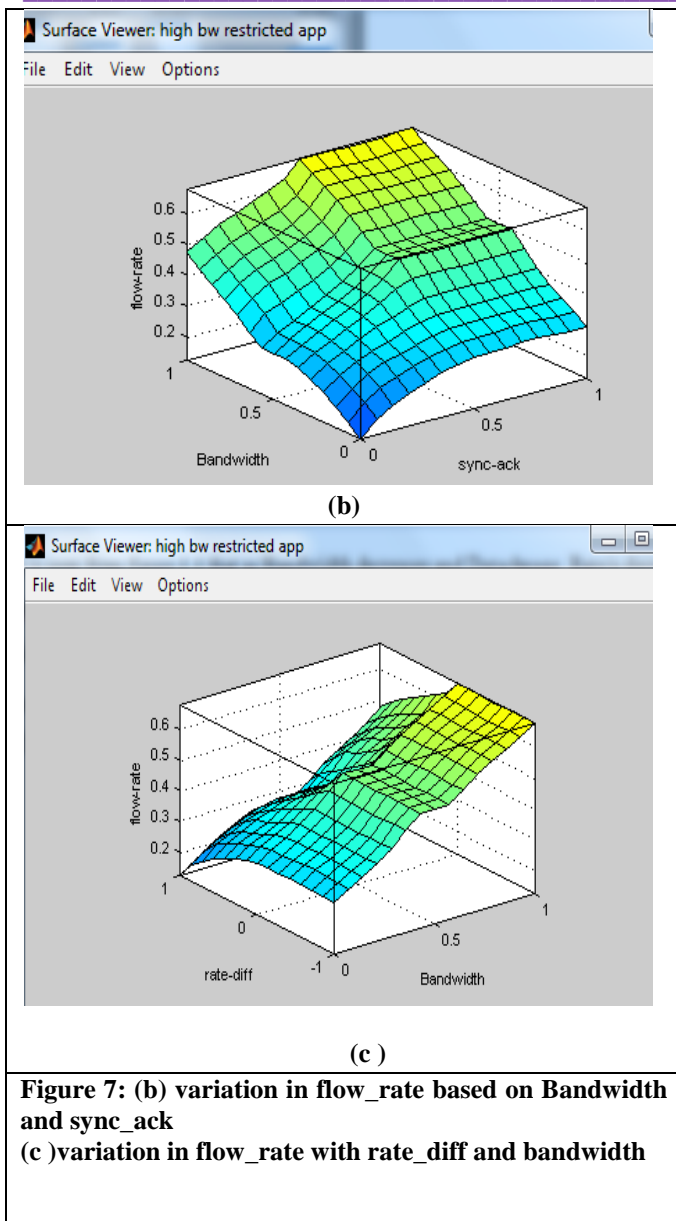 Surface Viewer: high bw restricted app
File Edit View Options
0.6
0.5
0.4
0.3
0.2
flow-rate
1
0.5
0
Bandwidth
0
0.5
1
sync-ack
(b)
Surface Viewer: high bw restricted app
File Edit View Options
0.6
0.5
0.4
0.3
0.2
flow-rate
1
0
-1
rate-diff
0
0.5
1
Bandwidth
(c )
Figure 7: (b) variation in flow_rate based on Bandwidth
and sync_ack
(c )variation in flow_rate with rate_diff and bandwidth